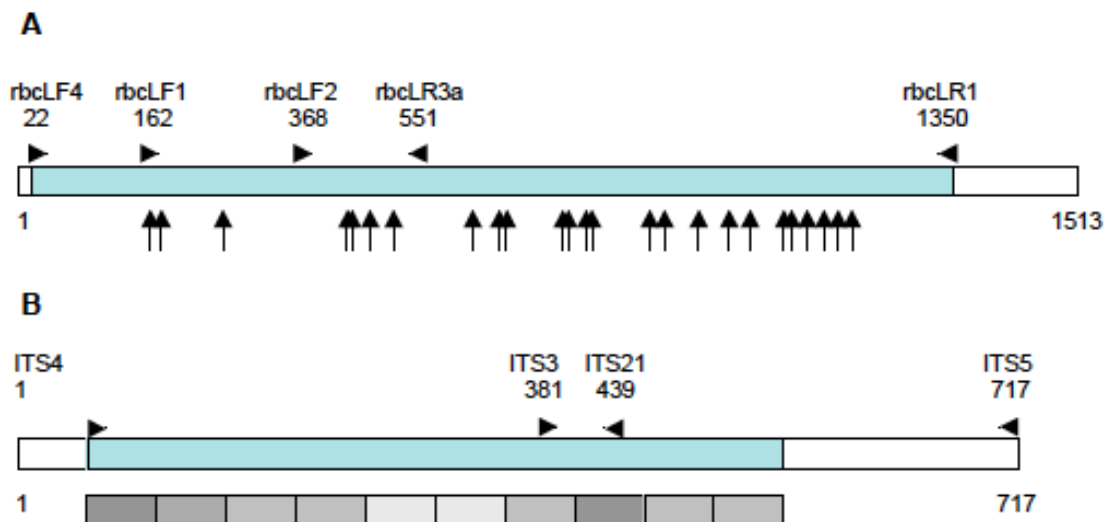 A
rbcLF4 rbcLF1 rbcLF2 rbcLR3a rbcLR1
22 162 368 551 1350
1 1513
B
ITS4 ITS3 ITS21 ITS5
1 381 439 717
1 717